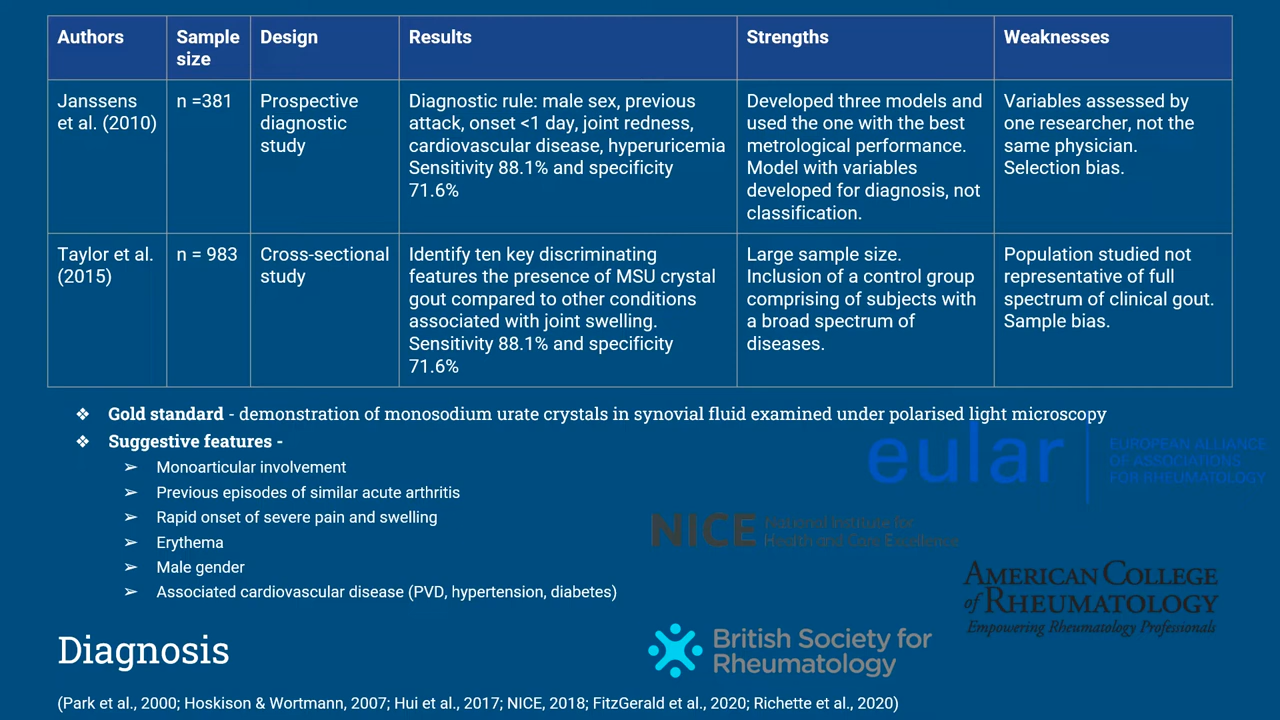 Authors
Sample
size
Design
Results
Strengths
Weaknesses
Janssens
et al. (2010)
n =381
Prospective
diagnostic
study
Diagnostic rule: male sex, previous
attack, onset <1 day, joint redness,
cardiovascular disease, hyperuricemia
Sensitivity 88.1% and specificity
71.6%
Developed three models and
used the one with the best
metrological performance.
Model with variables
developed for diagnosis, not
classification.
Variables assessed by
one researcher, not the
same physician.
Selection bias.
Taylor et al.
(2015)
n = 983
Cross-sectional
study
Identify ten key discriminating
features the presence of MSU crystal
gout compared to other conditions
associated with joint swelling.
Sensitivity 88.1% and specificity
71.6%
Large sample size.
Inclusion of a control group
comprising of subjects with
a broad spectrum of
diseases.
Population studied not
representative of full
spectrum of clinical gout.
Sample bias.
❖ Gold standard - demonstration of monosodium urate crystals in synovial fluid examined under polarised light microscopy
❖ Suggestive features -
➢ Monoarticular involvement
➢ Previous episodes of similar acute arthritis
➢ Rapid onset of severe pain and swelling
➢ Erythema
➢ Male gender
➢ Associated cardiovascular disease (PVD, hypertension, diabetes)
eular
EUROPEAN ALLIANCE
OF ASSOCIATIONS
FOR RHEUMATOLOGY
NICE National Institute for
Health and Care Excellence
AMERICAN COLLEGE
of RHEUMATOLOGY
Empowering Rheumatology Professionals
British Society for
Rheumatology
Diagnosis
(Park et al., 2000; Hoskison & Wortmann, 2007; Hui et al., 2017; NICE, 2018; FitzGerald et al., 2020; Richette et al., 2020)